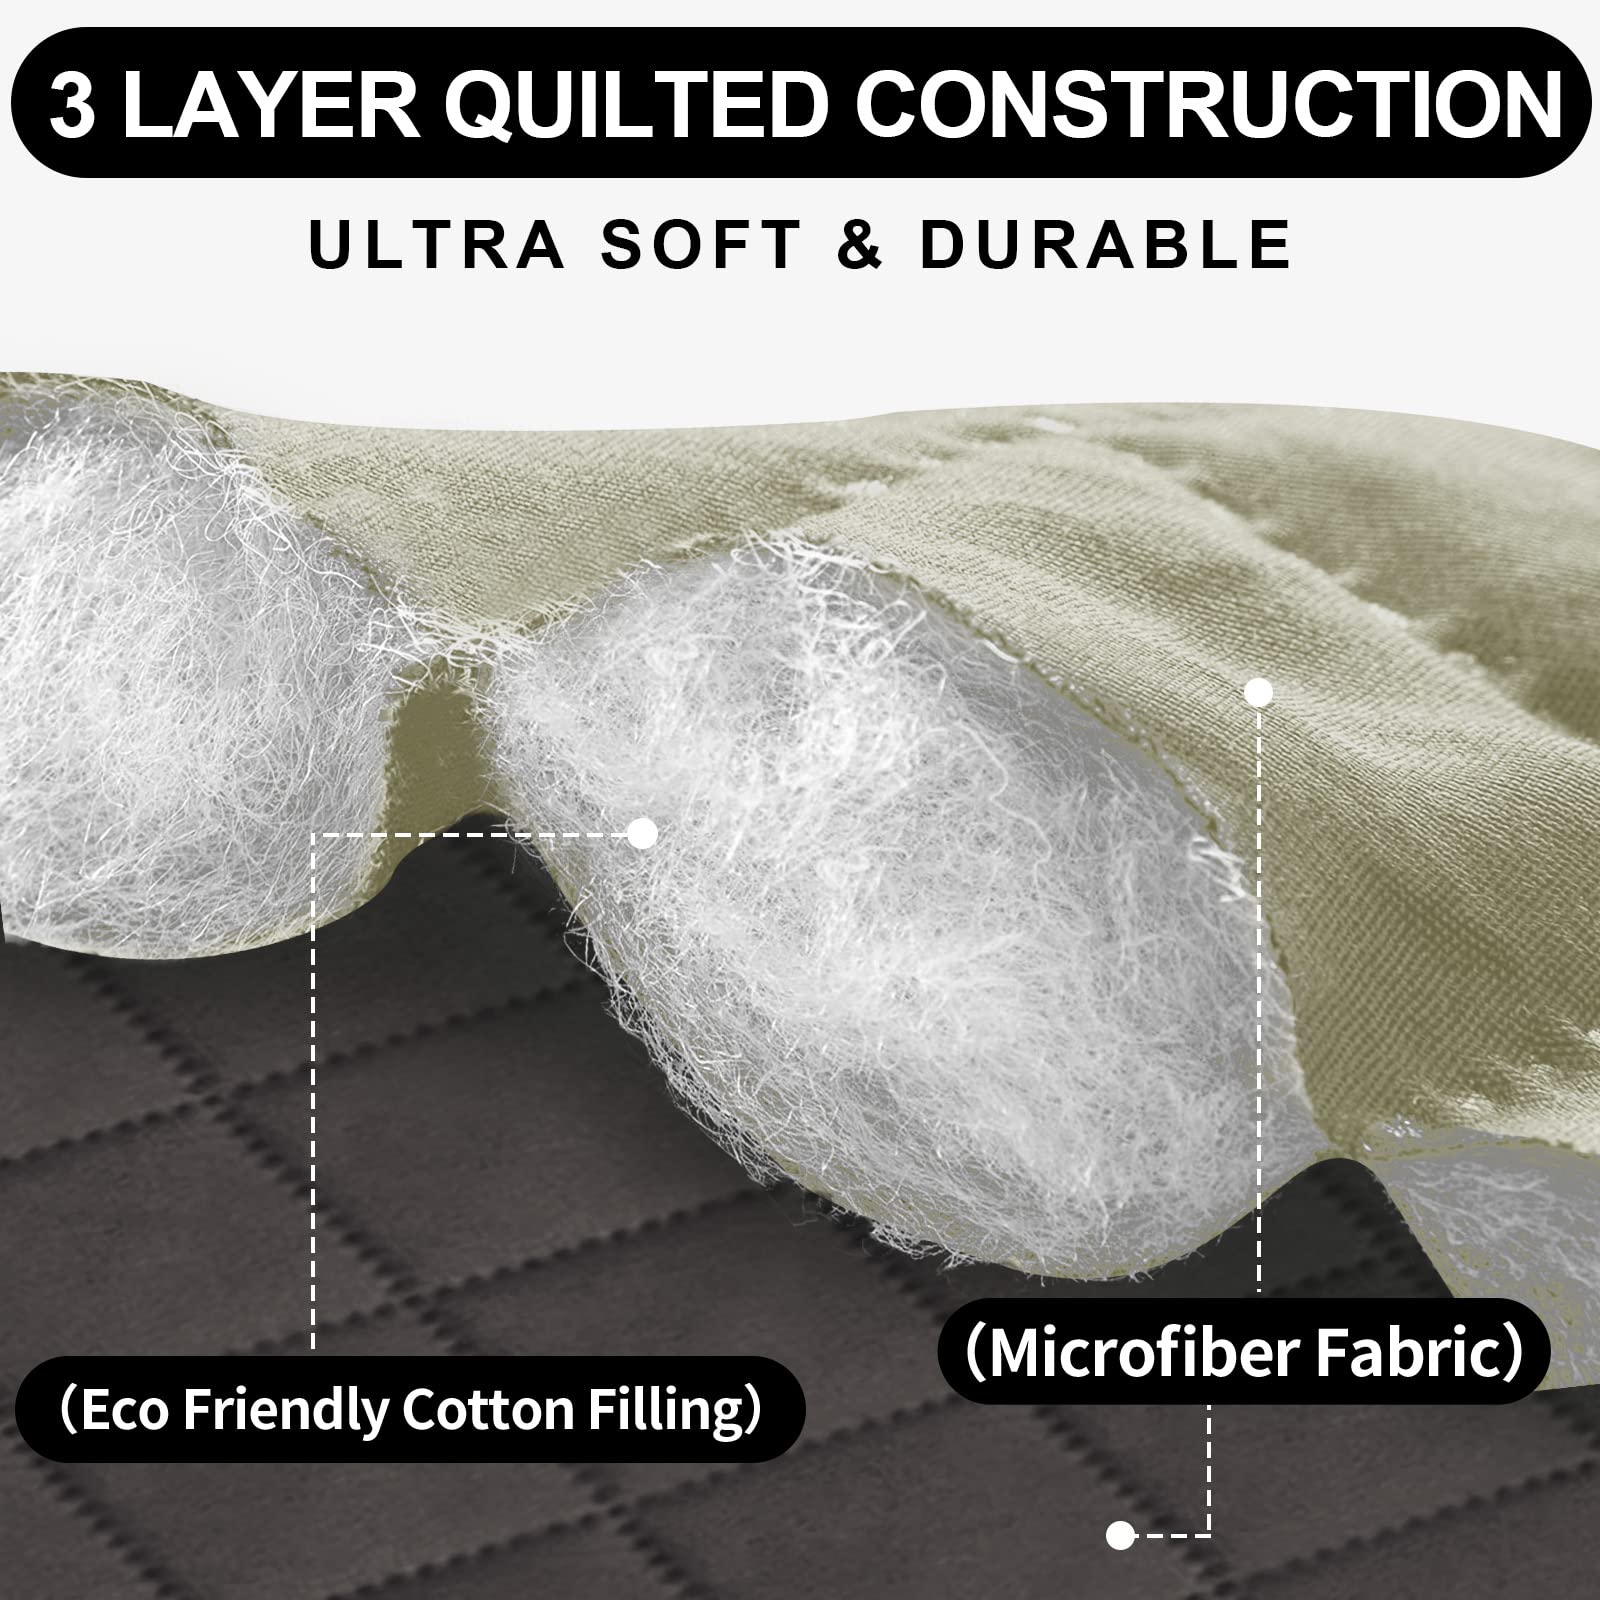 3 LAYER QUILTED CONSTRUCTION
ULTRA SOFT & DURABLE
(Microfiber Fabric)
(Eco Friendly Cotton Filling)